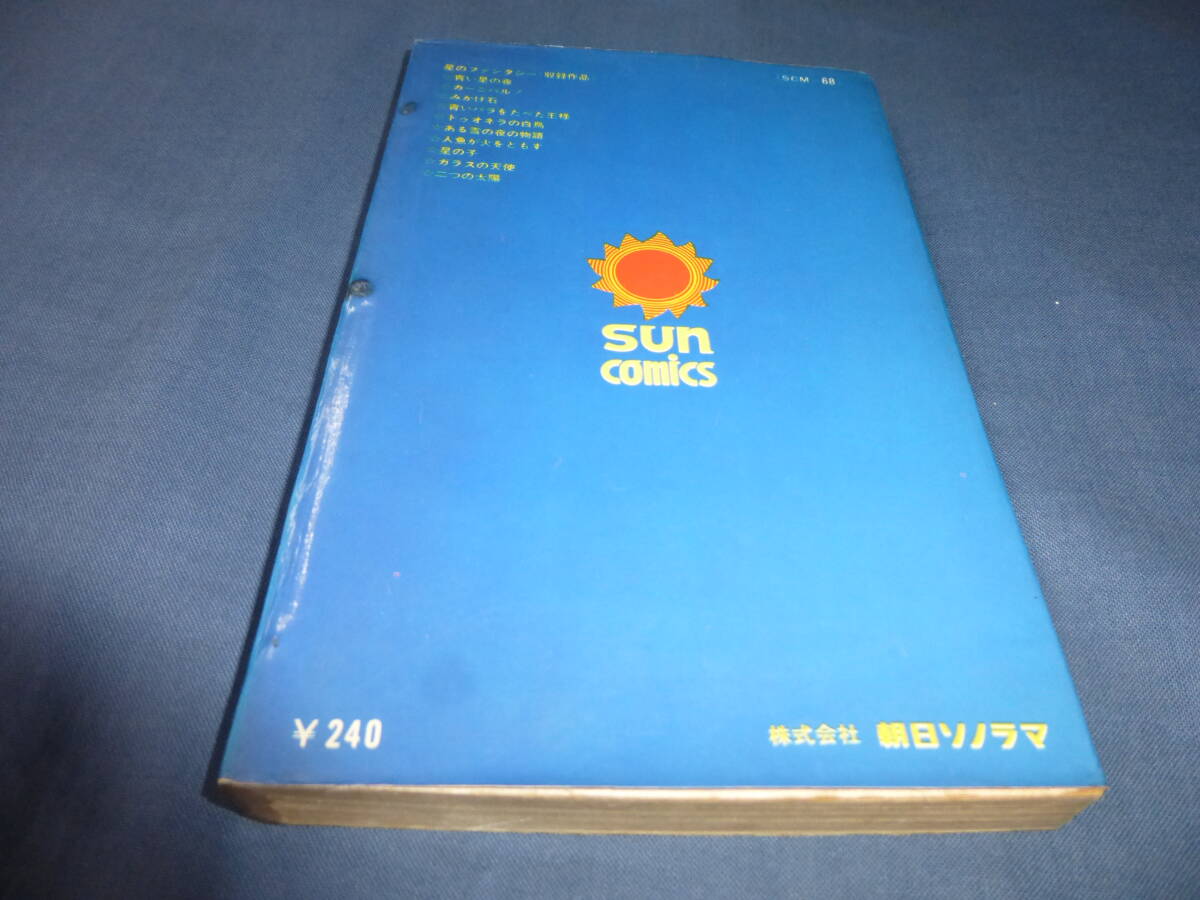 星のファンタジー 収録作品
☆青い星の夜
☆カーニバル
☆みかけ石
☆青いバラをたべた王様
☆トゥオネラの白鳥
☆ある雪の夜の物語
☆人魚が火をともす
☆星の子
☆ガラスの天使
☆二つの太陽
SCM-68
sun
comics
¥240
株式会社 朝日ソノラマ